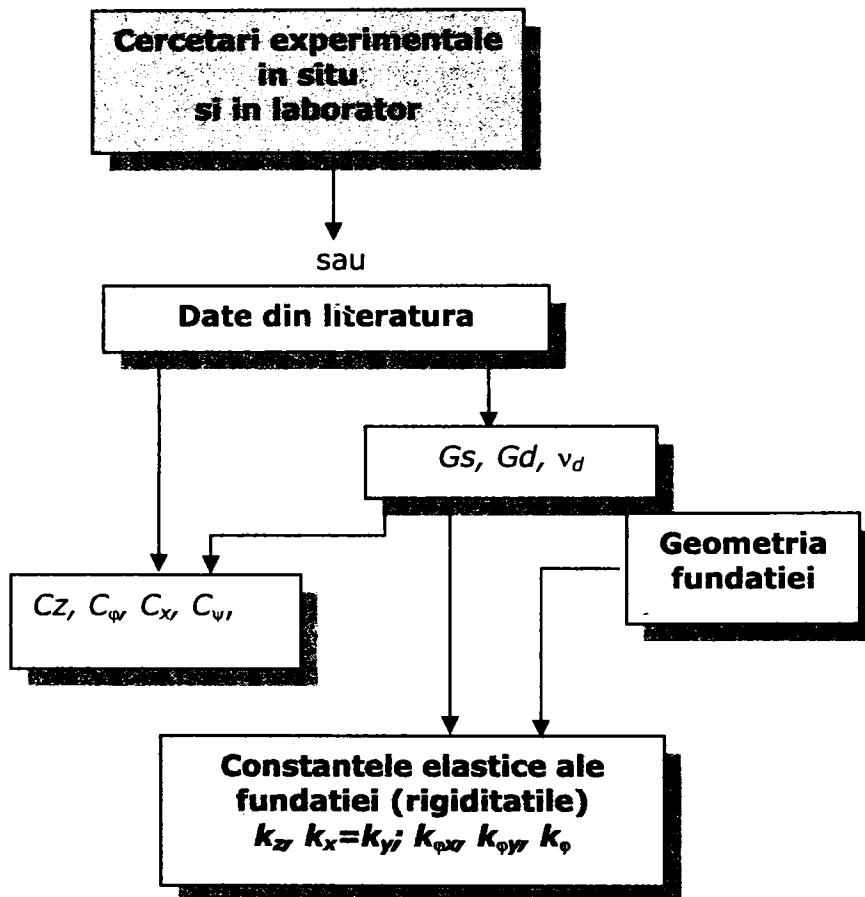 Cercetari experimentale
in situ
si in laborator
sau
Date din literatura
Gs, Gd, νd
Geometria
fundatiei
Cz, Cφ, Cx, Cψ,
Constantele elastice ale
fundatiei (rigiditatile)
kz, kx=ky; kφx, kφy, kφ